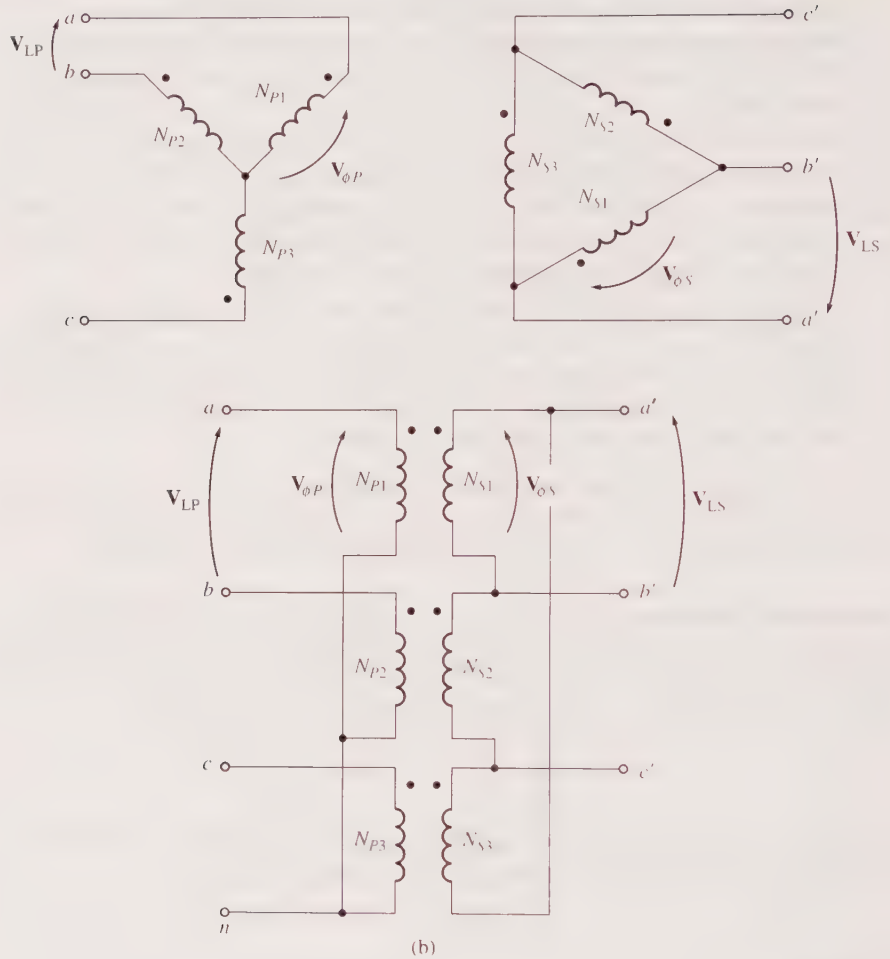 a
V_LP
b
N_P2
N_P1
V_ϕP
N_P3
c
c′
N_S2
N_S3
b′
N_S1
V_ϕS
V_LS
a′
a
a′
V_LP
V_ϕP
N_P1
N_S1
V_ϕS
V_LS
b
b′
N_P2
N_S2
c
c′
N_P3
N_S3
n
(b)